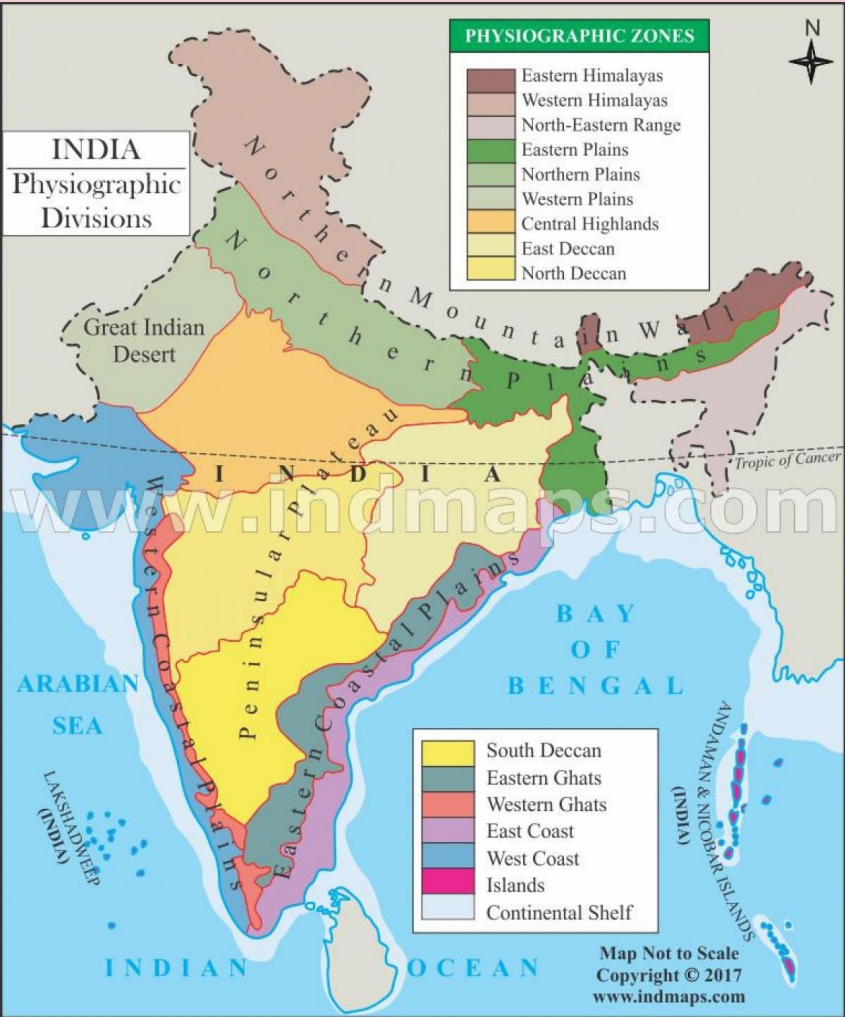 N
PHYSIOGRAPHIC ZONES
Eastern Himalayas
Western Himalayas
North-Eastern Range
Eastern Plains
Northern Plains
Western Plains
Central Highlands
East Deccan
North Deccan
INDIA
Physiographic
Divisions
Northern Mountain Wall
Northern Plains
Great Indian
Desert
Peninsular Plateau
INDIA
Tropic of Cancer
www.indmaps.com
Western Coastal Plains
Eastern Coastal Plains
BAY
OF
BENGAL
ARABIAN
SEA
LAKSHADWEEP
(INDIA)
ANDAMAN & NICOBAR ISLANDS
(INDIA)
South Deccan
Eastern Ghats
Western Ghats
East Coast
West Coast
Islands
Continental Shelf
INDIAN OCEAN
Map Not to Scale
Copyright © 2017
www.indmaps.com